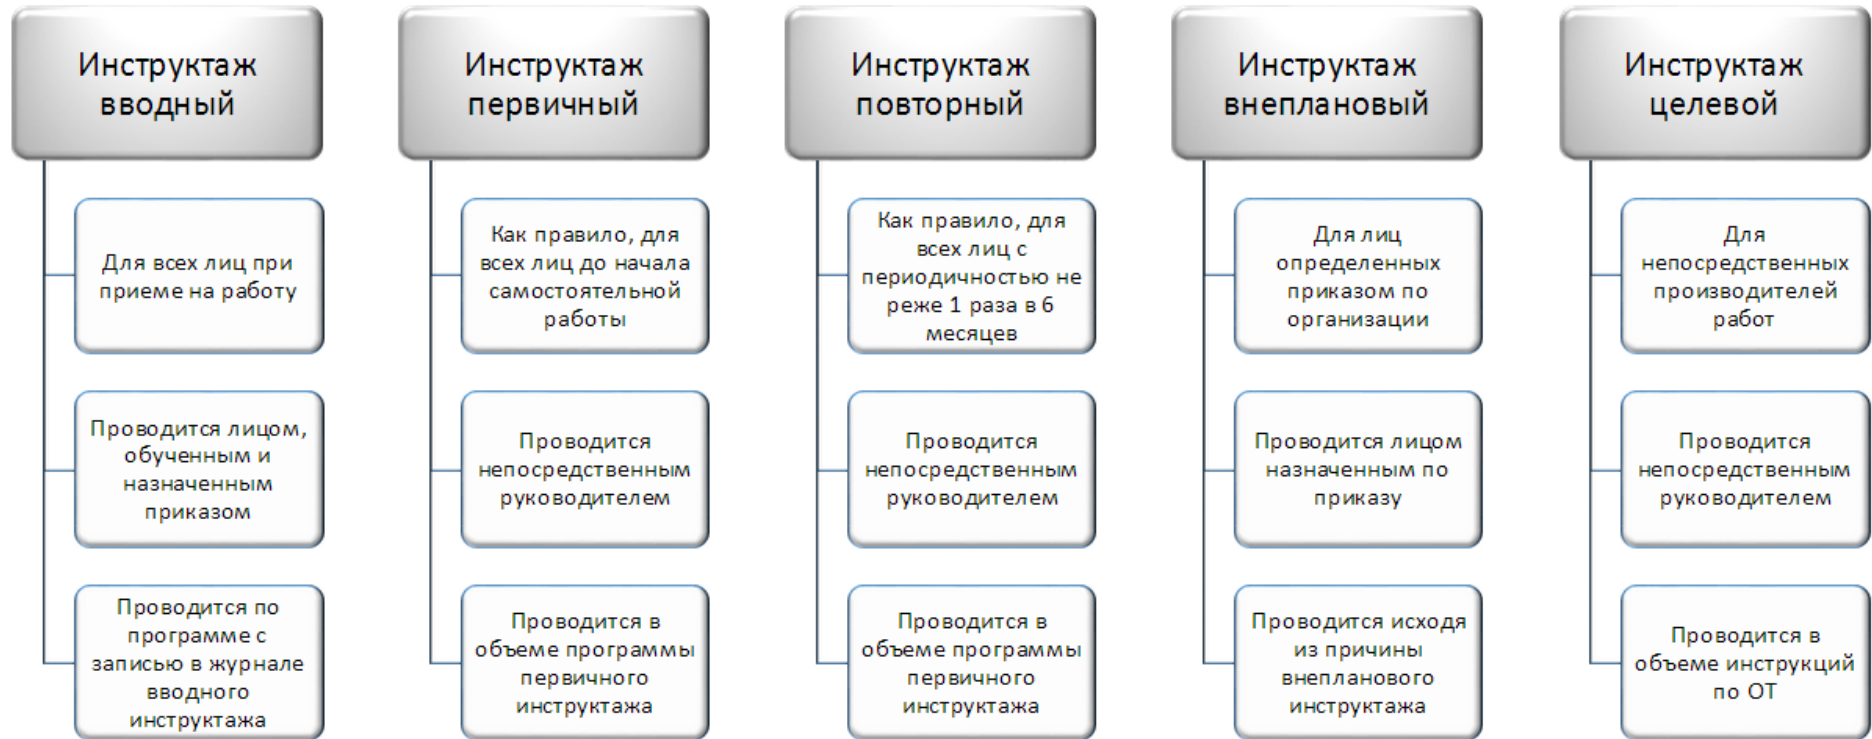 Инструктаж
вводный
Для всех лиц при
приеме на работу
Проводится лицом,
обученным и
назначенным
приказом
Проводится по
программе с
записью в журнале
вводного
инструктажа
Инструктаж
первичный
Как правило, для
всех лиц до начала
самостоятельной
работы
Проводится
непосредственным
руководителем
Проводится в
объеме программы
первичного
инструктажа
Инструктаж
повторный
Как правило, для
всех лиц с
периодичностью не
реже 1 раза в 6
месяцев
Проводится
непосредственным
руководителем
Проводится в
объеме программы
первичного
инструктажа
Инструктаж
внеплановый
Для лиц
определенных
приказом по
организации
Проводится лицом
назначенным по
приказу
Проводится исходя
из причины
внепланового
инструктажа
Инструктаж
целевой
Для
непосредственных
производителей
работ
Проводится
непосредственным
руководителем
Проводится в
объеме инструкций
по ОТ